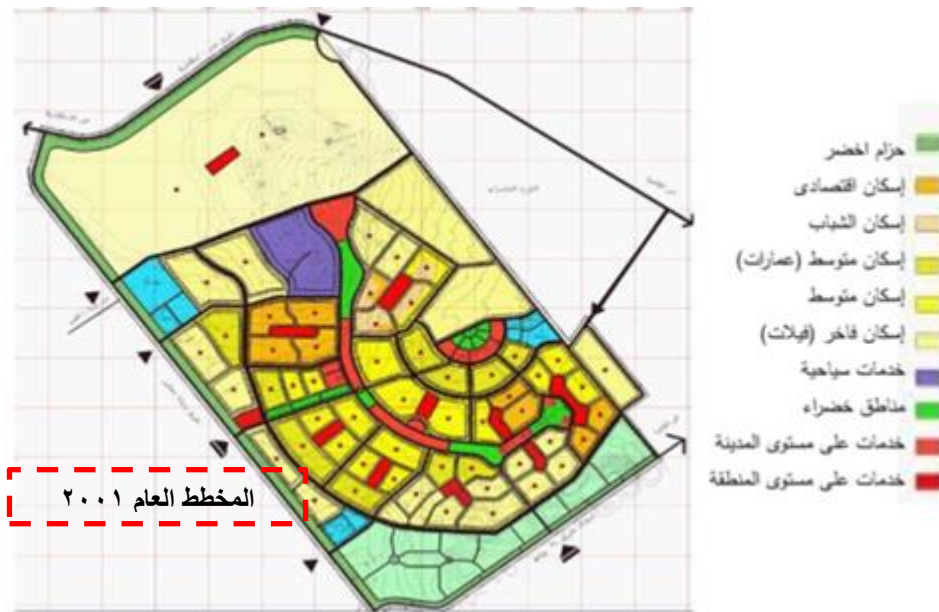 حزام اخضر
إسكان اقتصادى
إسكان الشباب
إسكان متوسط (عمارات)
إسكان متوسط
إسكان فاخر (فيلات)
خدمات سياحية
مناطق خضراء
خدمات على مستوى المدينة
خدمات على مستوى المنطقة
المخطط العام ٢٠٠١